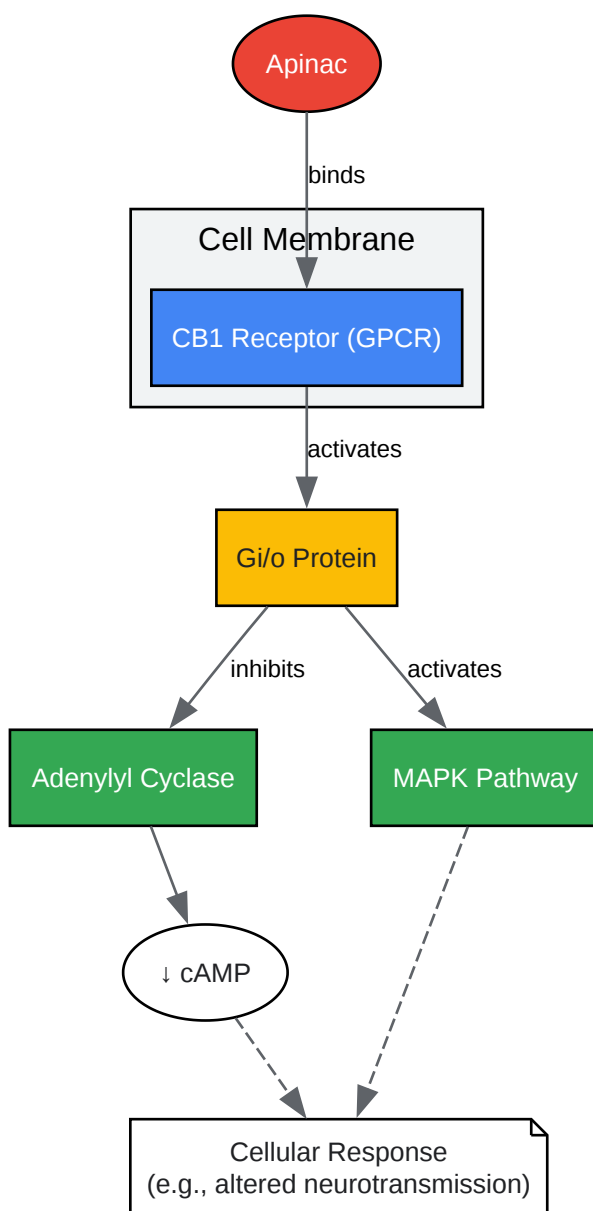 Apinac
binds
Cell Membrane
CB1 Receptor (GPCR)
activates
Gi/o Protein
inhibits
activates
Adenylyl Cyclase
MAPK Pathway
↓ cAMP
Cellular Response
(e.g., altered neurotransmission)